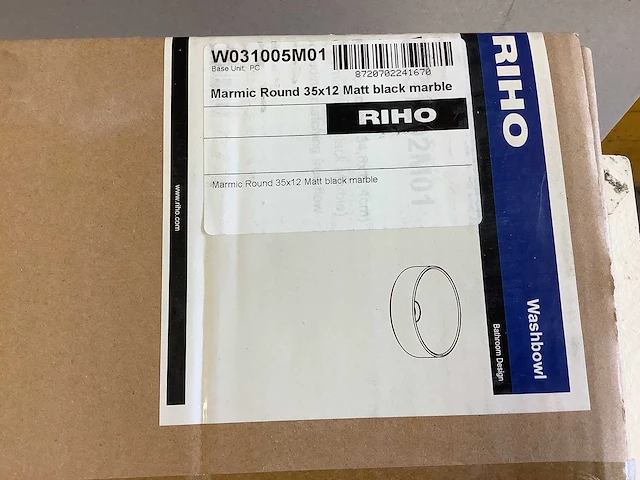 W031005M01
Base Unit: PC
8720702241670
Marmic Round 35x12 Matt black marble
RIHO
Marmic Round 35x12 Matt black marble
www.riho.com
RIHO
Washbowl
Bathroom Design